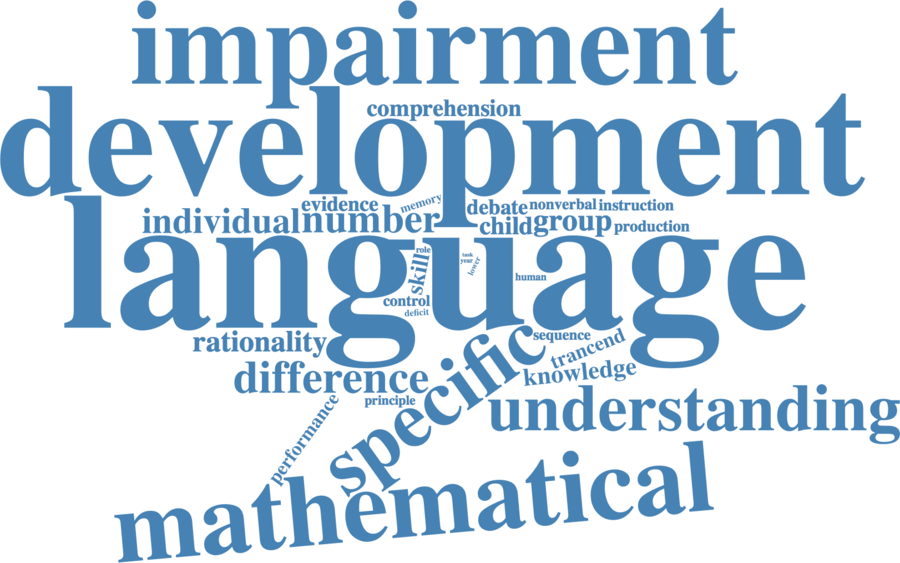 impairment
comprehension
development
evidence
memory
debate
nonverbal
instruction
individual
number
child
group
production
language
role
skill
task
year
lower
human
control
deficit
rationality
sequence
trancend
difference
knowledge
principle
specific
understanding
performance
mathematical